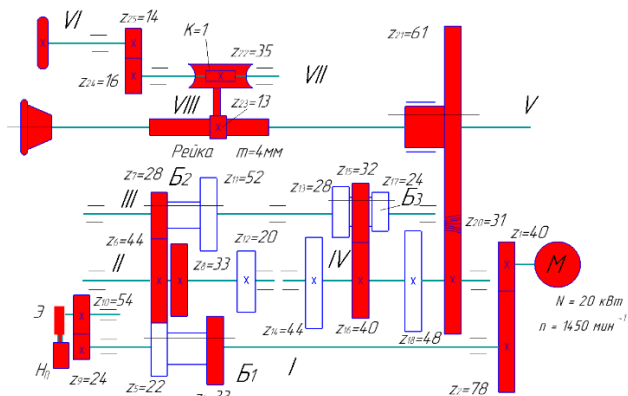 VI
z25=14
K=1
z22=35
z21=61
z24=16
VII
VIII
z23=13
V
Рейка m=4мм
z7=28
Б2
z11=52
z13=28
z15=32
z17=24
Б3
III
z20=31
z1=40
z6=44
II
z8=33
z12=20
IV
M
z10=54
Э
N = 20 кВт
n = 1450 мин⁻¹
z14=44
z16=40
z18=48
Нп
z9=24
z5=22
Б1
I
z2=78